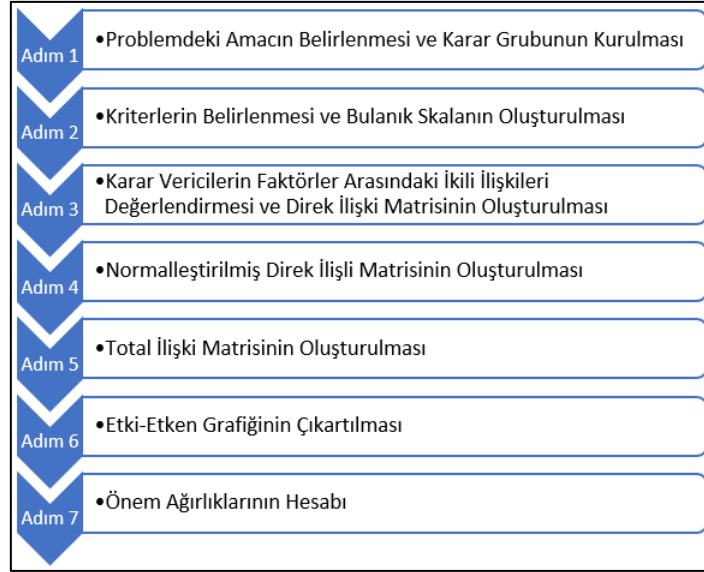 Adım 1
•Problemdeki Amacın Belirlenmesi ve Karar Grubunun Kurulması
Adım 2
•Kriterlerin Belirlenmesi ve Bulanık Skalanın Oluşturulması
Adım 3
•Karar Vericilerin Faktörler Arasındaki İkili İlişkileri
Değerlendirmesi ve Direk İlişki Matrisinin Oluşturulması
Adım 4
•Normalleştirilmiş Direk İlişli Matrisinin Oluşturulması
Adım 5
•Total İlişki Matrisinin Oluşturulması
Adım 6
•Etki-Etken Grafiğinin Çıkartılması
Adım 7
•Önem Ağırlıklarının Hesabı